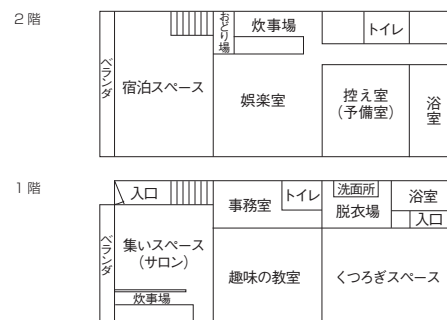 2階
おどり場
炊事場
トイレ
ベランダ
宿泊スペース
娯楽室
控え室
（予備室）
浴室
1階
入口
事務室
トイレ
洗面所
脱衣場
浴室
入口
ベランダ
集いスペース
（サロン）
趣味の教室
くつろぎスペース
炊事場